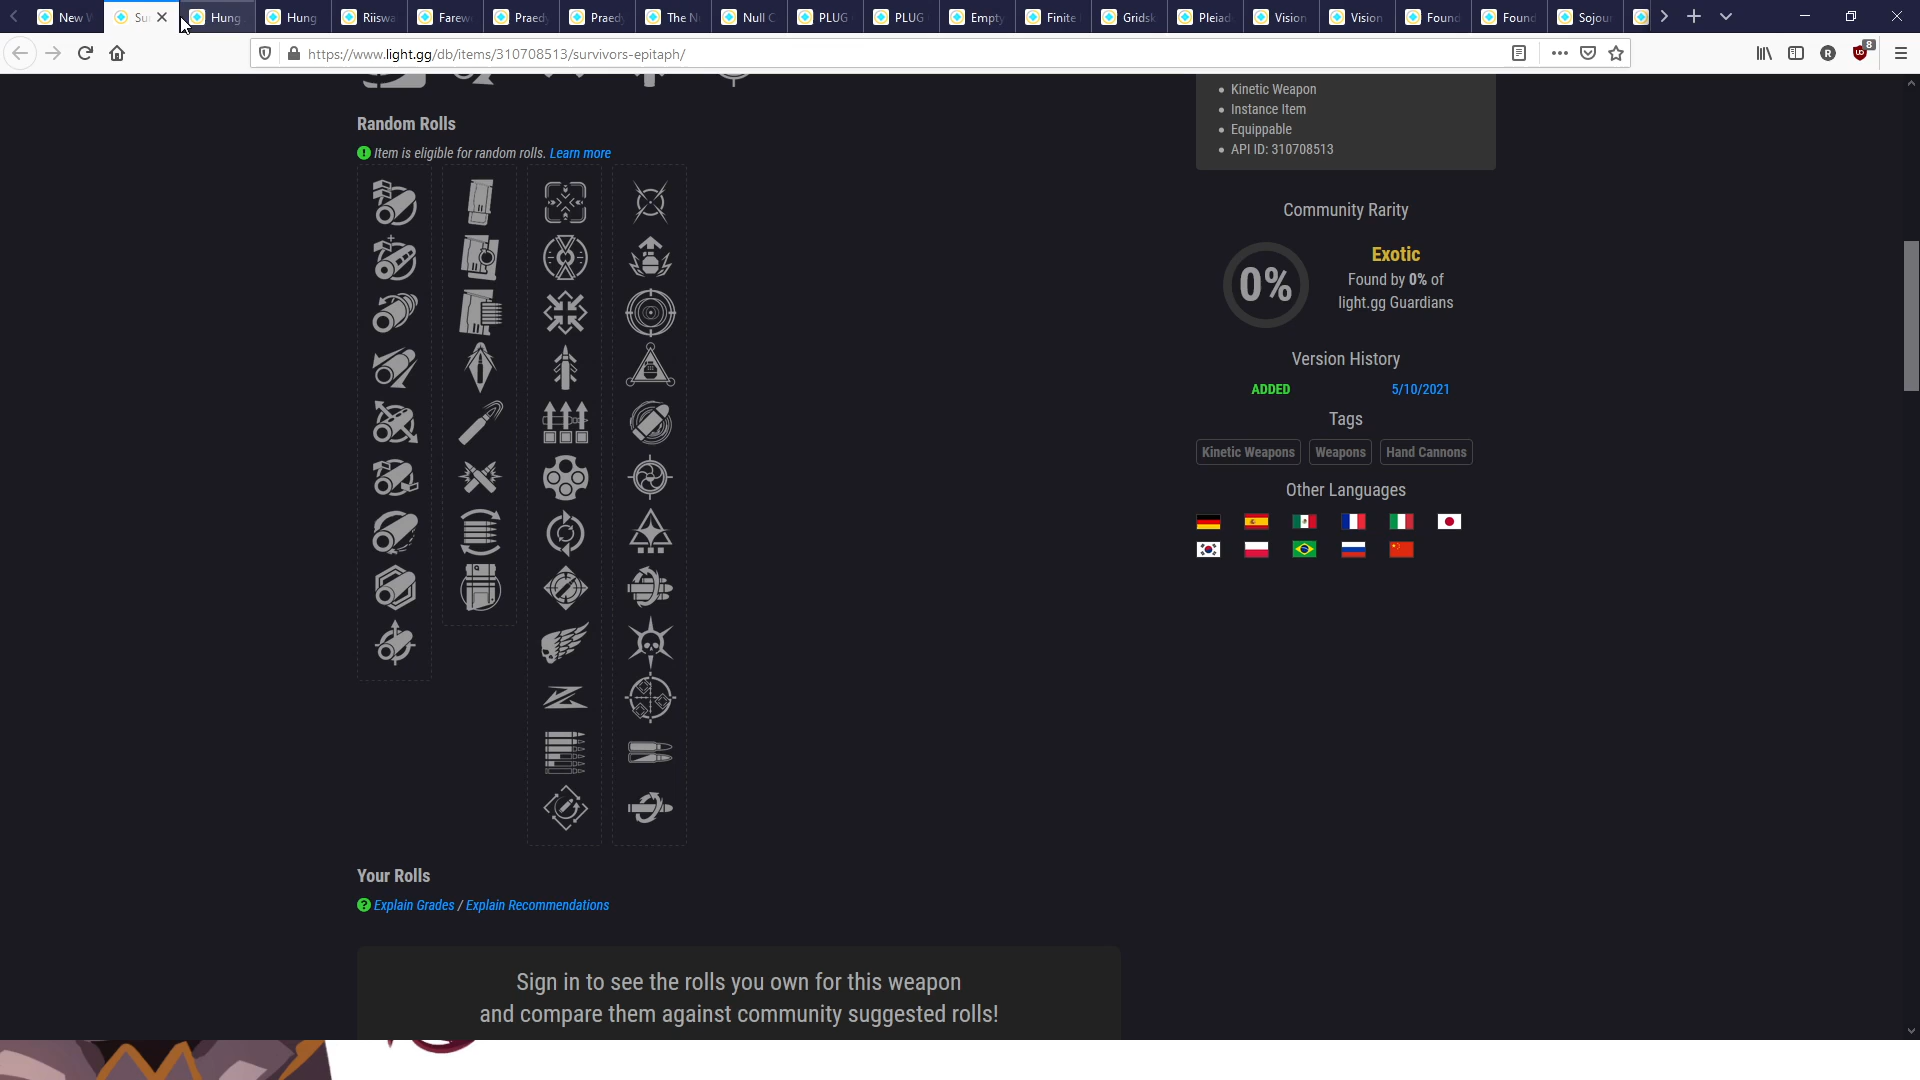 New
Su
Hung
Hung
Riiswa
Farew
Praedy
Praedy
The N
Null C
PLUG
PLUG
Empty
Finite
Gridsk
Pleiad
Vision
Vision
Found
Found
Sojour
https://www.light.gg/db/items/310708513/survivors-epitaph/
R
8
Kinetic Weapon
Instance Item
Equippable
API ID: 310708513
Random Rolls
Item is eligible for random rolls. Learn more
Community Rarity
0%
Exotic
Found by 0% of
light.gg Guardians
Version History
ADDED 5/10/2021
Tags
Kinetic Weapons Weapons Hand Cannons
Other Languages
Your Rolls
Explain Grades / Explain Recommendations
Sign in to see the rolls you own for this weapon
and compare them against community suggested rolls!